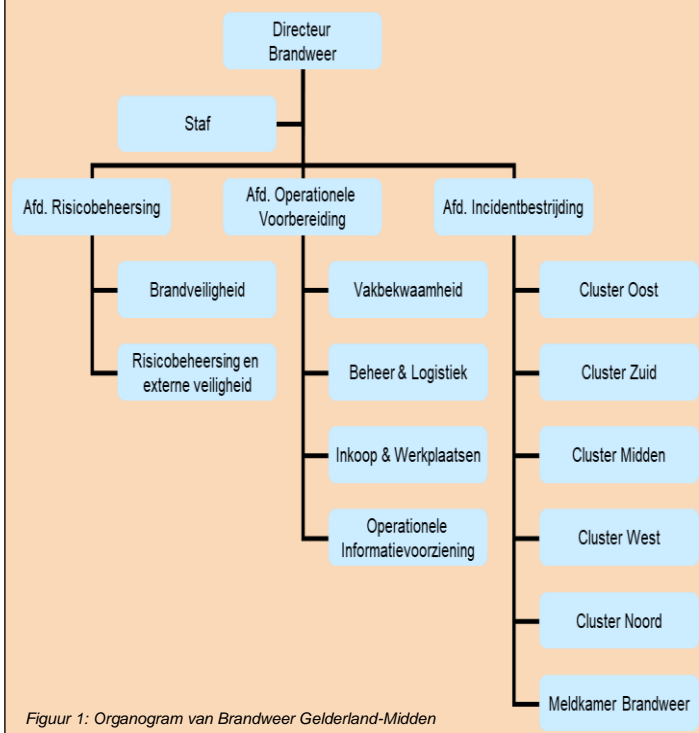 Directeur
Brandweer
Staf
Afd. Risicobeheersing
Afd. Operationele
Voorbereiding
Afd. Incidentbestrijding
Brandveiligheid
Vakbekwaamheid
Cluster Oost
Risicobeheersing en
externe veiligheid
Beheer & Logistiek
Cluster Zuid
Inkoop & Werkplaatsen
Cluster Midden
Operationele
Informatievoorziening
Cluster West
Cluster Noord
Meldkamer Brandweer
Figuur 1: Organogram van Brandweer Gelderland-Midden